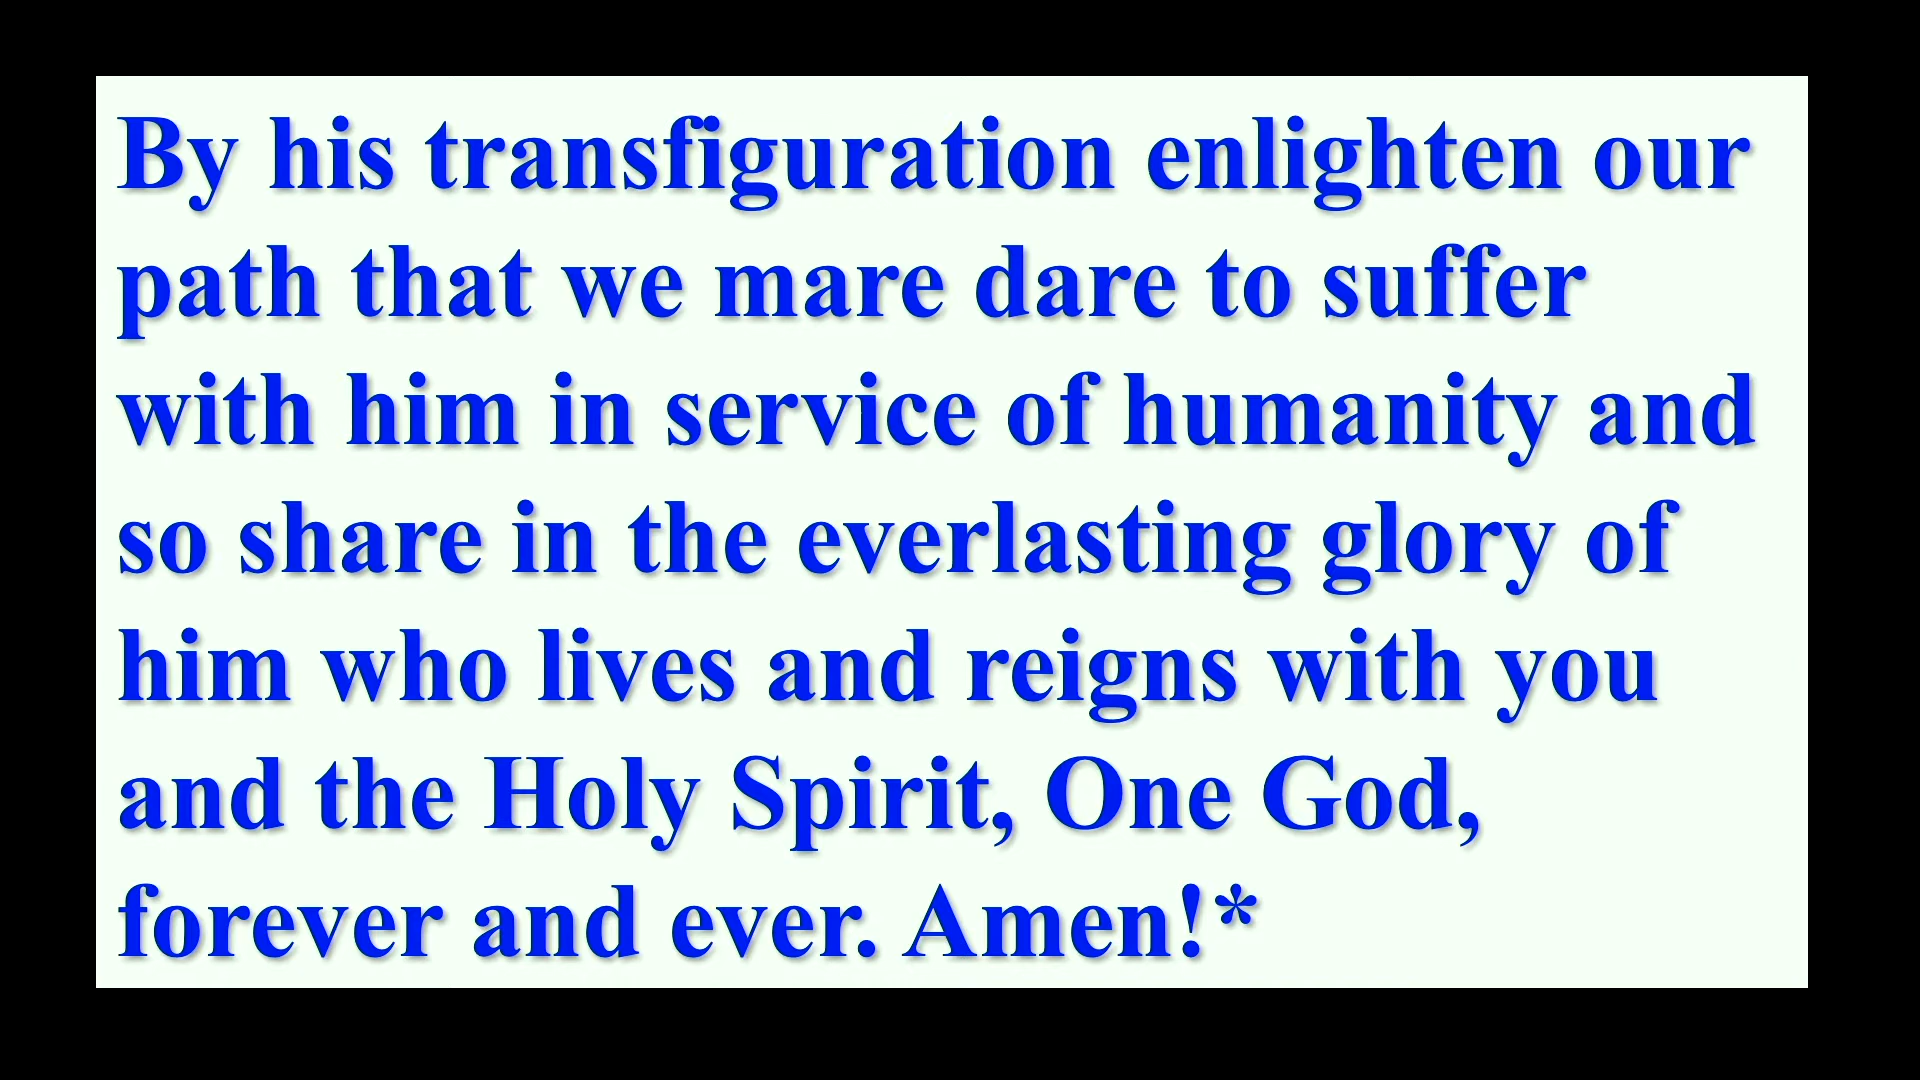 By his transfiguration enlighten our
path that we mare dare to suffer
with him in service of humanity and
so share in the everlasting glory of
him who lives and reigns with you
and the Holy Spirit, One God,
forever and ever. Amen!*